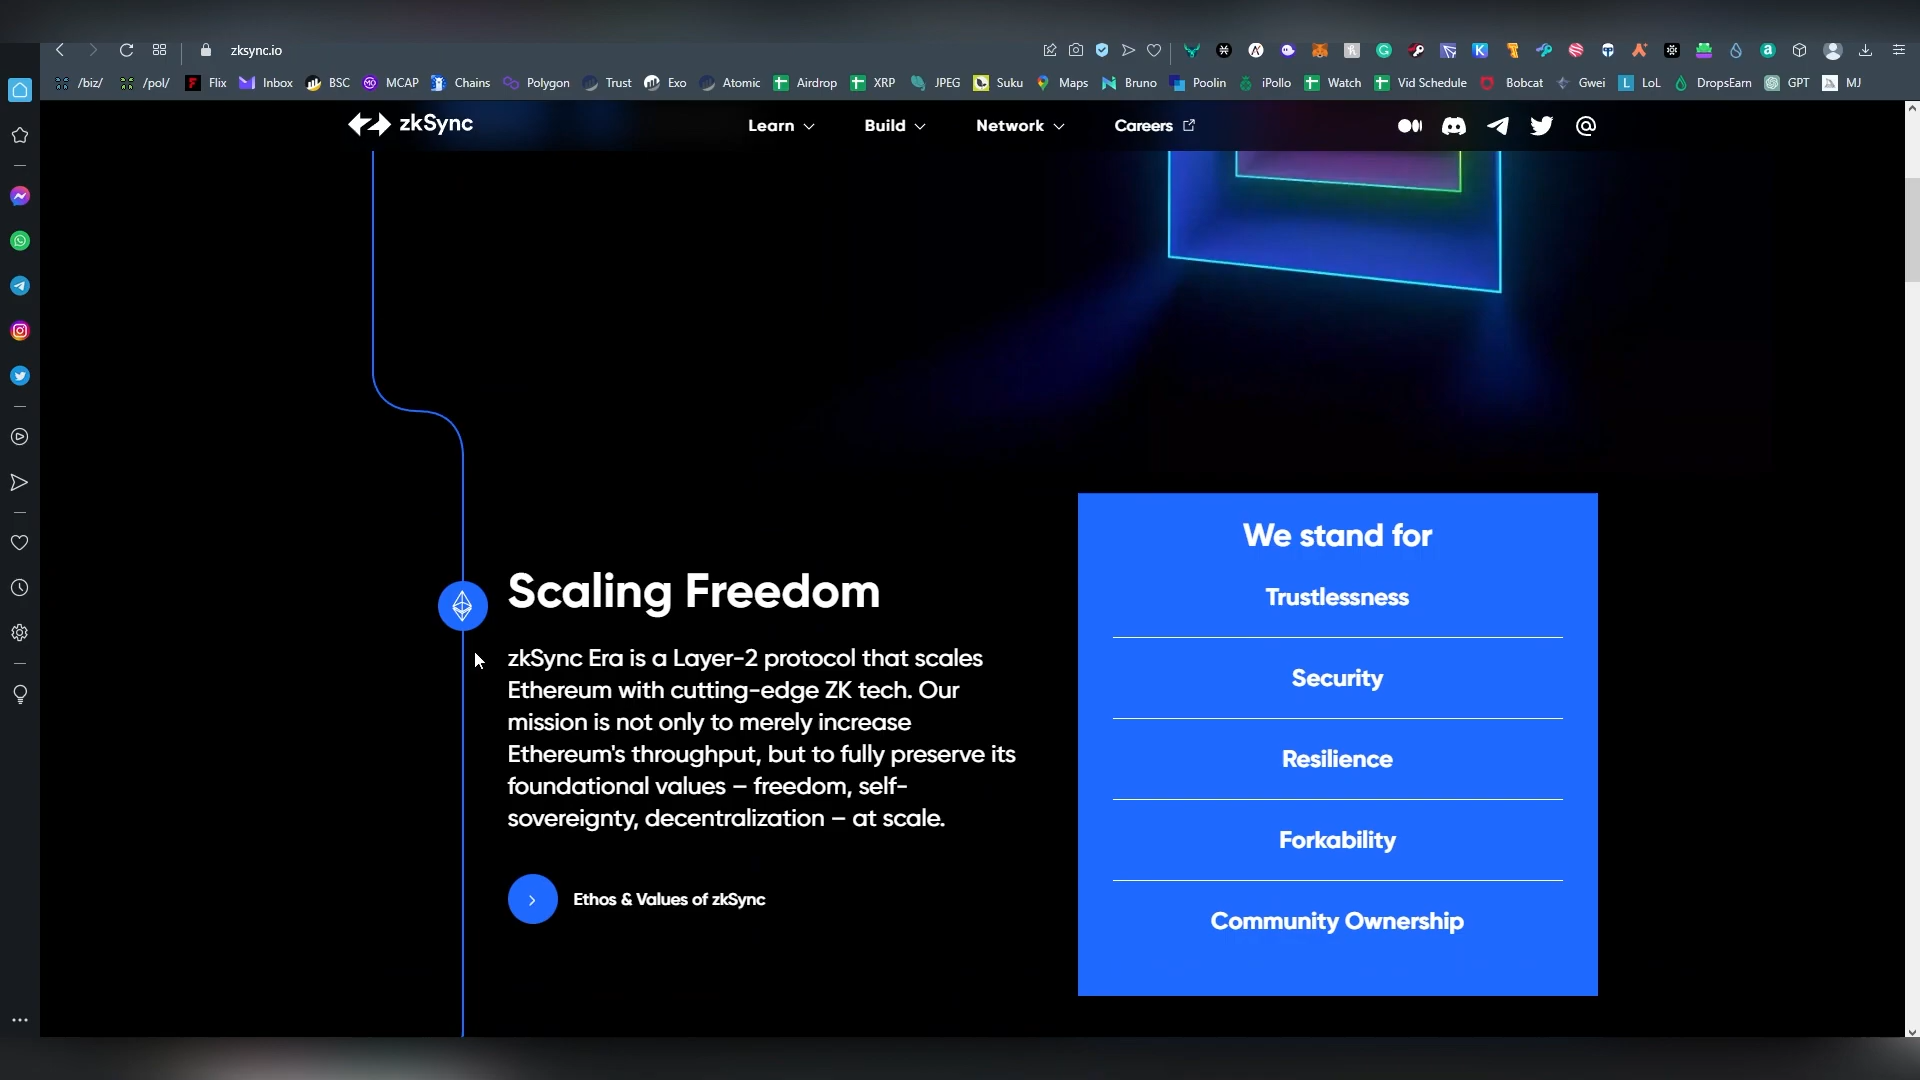 zksync.io
/biz/ /pol/ Flix Inbox BSC MCAP Chains Polygon Trust Exo Atomic Airdrop XRP JPEG Suku Maps Bruno Poolin iPollo Watch Vid Schedule Bobcat Gwei LoL DropsEarn GPT MJ
zkSync Learn Build Network Careers
Scaling Freedom
zkSync Era is a Layer-2 protocol that scales
Ethereum with cutting-edge ZK tech. Our
mission is not only to merely increase
Ethereum's throughput, but to fully preserve its
foundational values – freedom, self-
sovereignty, decentralization – at scale.
Ethos & Values of zkSync
We stand for
Trustlessness
Security
Resilience
Forkability
Community Ownership